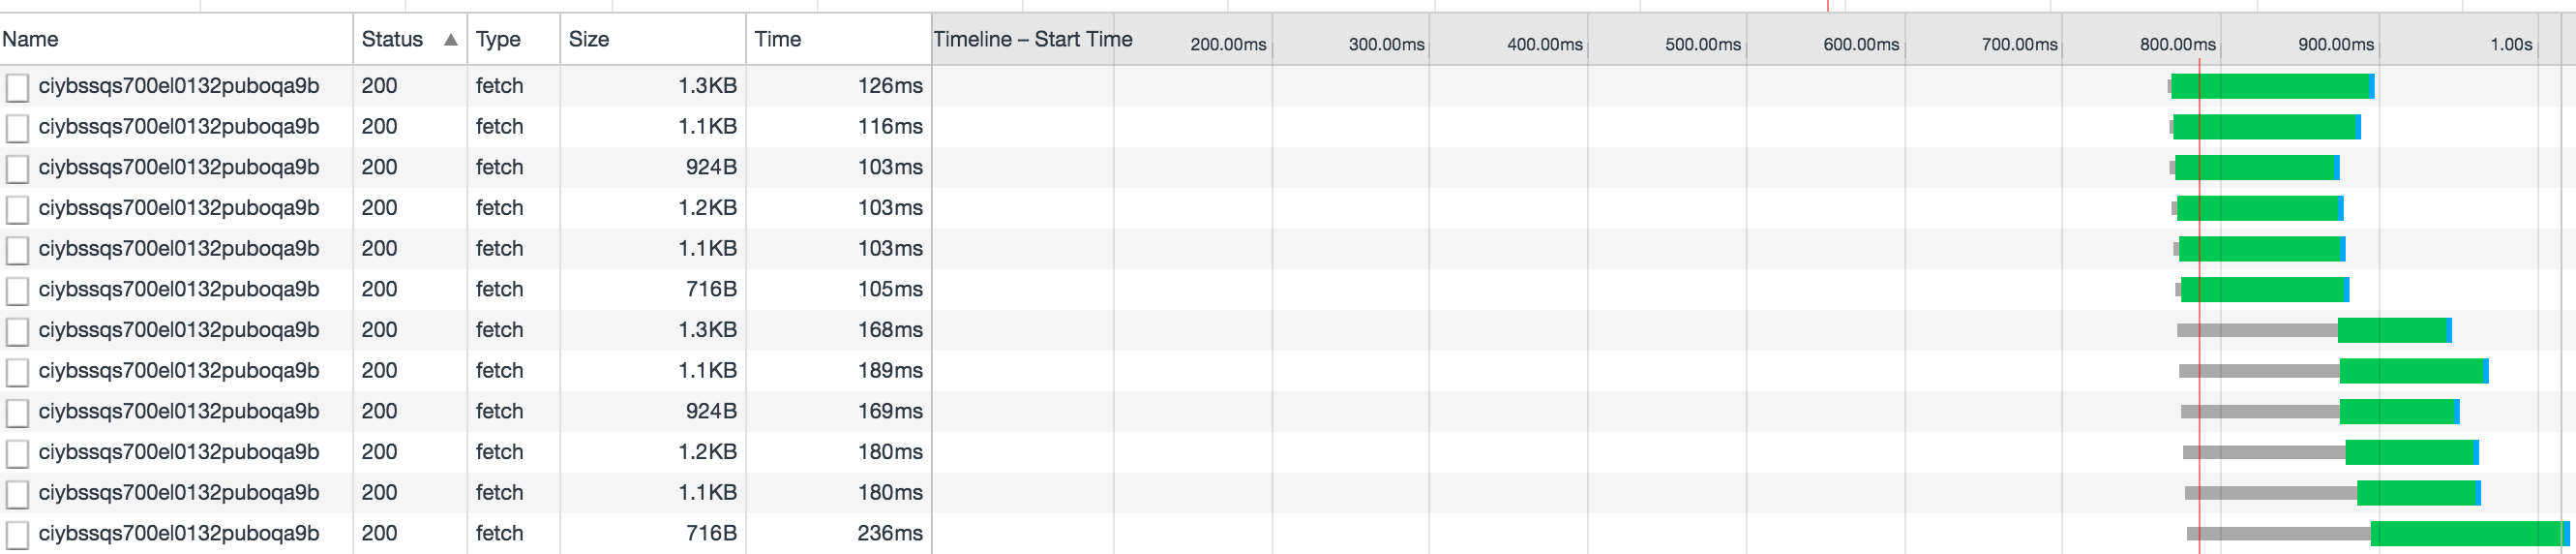 Name Status ▲ Type Size Time Timeline – Start Time 200.00ms 300.00ms 400.00ms 500.00ms 600.00ms 700.00ms 800.00ms 900.00ms 1.00s
ciybssqs700el0132puboqa9b 200 fetch 1.3KB 126ms
ciybssqs700el0132puboqa9b 200 fetch 1.1KB 116ms
ciybssqs700el0132puboqa9b 200 fetch 924B 103ms
ciybssqs700el0132puboqa9b 200 fetch 1.2KB 103ms
ciybssqs700el0132puboqa9b 200 fetch 1.1KB 103ms
ciybssqs700el0132puboqa9b 200 fetch 716B 105ms
ciybssqs700el0132puboqa9b 200 fetch 1.3KB 168ms
ciybssqs700el0132puboqa9b 200 fetch 1.1KB 189ms
ciybssqs700el0132puboqa9b 200 fetch 924B 169ms
ciybssqs700el0132puboqa9b 200 fetch 1.2KB 180ms
ciybssqs700el0132puboqa9b 200 fetch 1.1KB 180ms
ciybssqs700el0132puboqa9b 200 fetch 716B 236ms